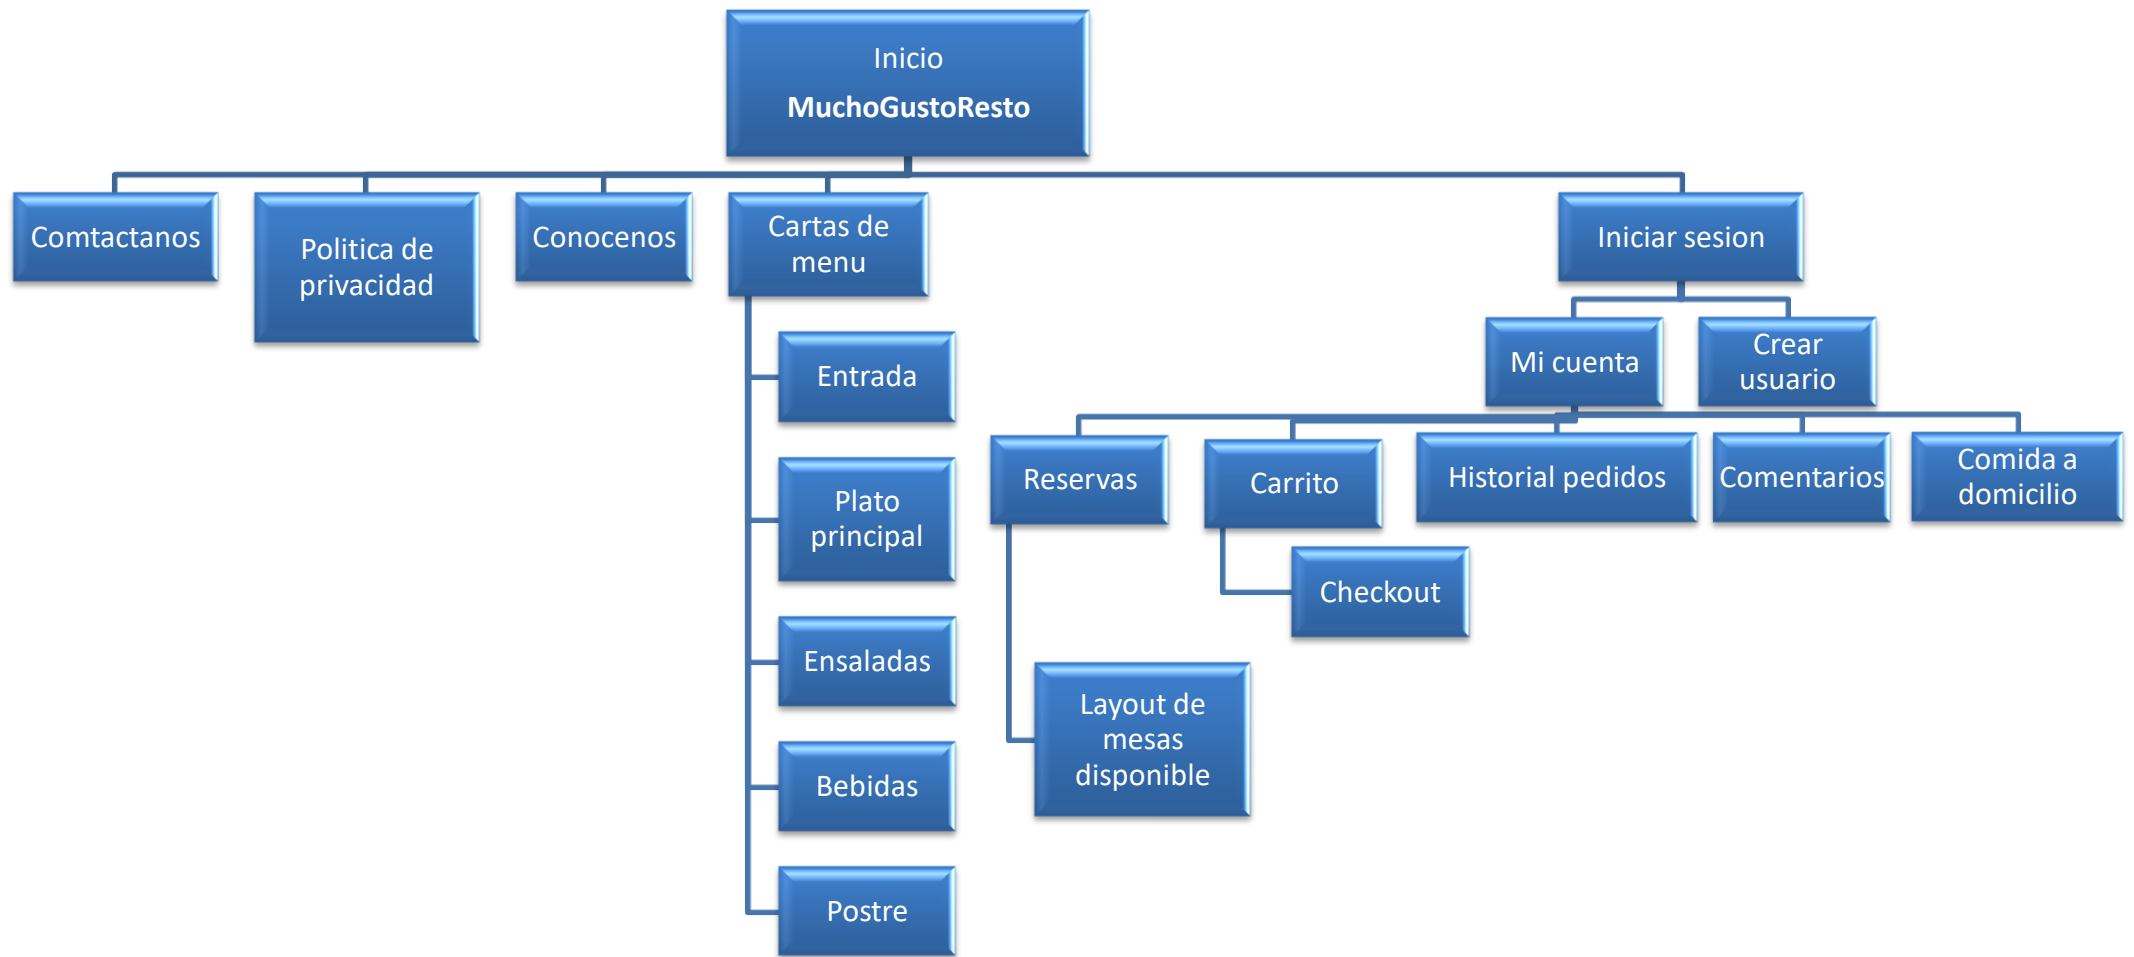 Inicio
MuchoGustoResto
Comtactanos
Politica de
privacidad
Conocenos
Cartas de
menu
Iniciar sesion
Entrada
Plato
principal
Ensaladas
Bebidas
Postre
Mi cuenta
Crear
usuario
Reservas
Carrito
Historial pedidos
Comentarios
Comida a
domicilio
Checkout
Layout de
mesas
disponible